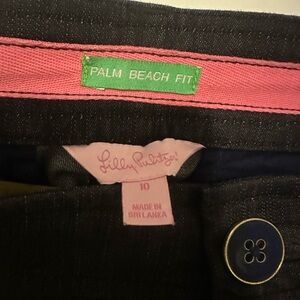 PALM BEACH FIT
Lilly Pulitzer
10
MADE IN
SRI LANKA